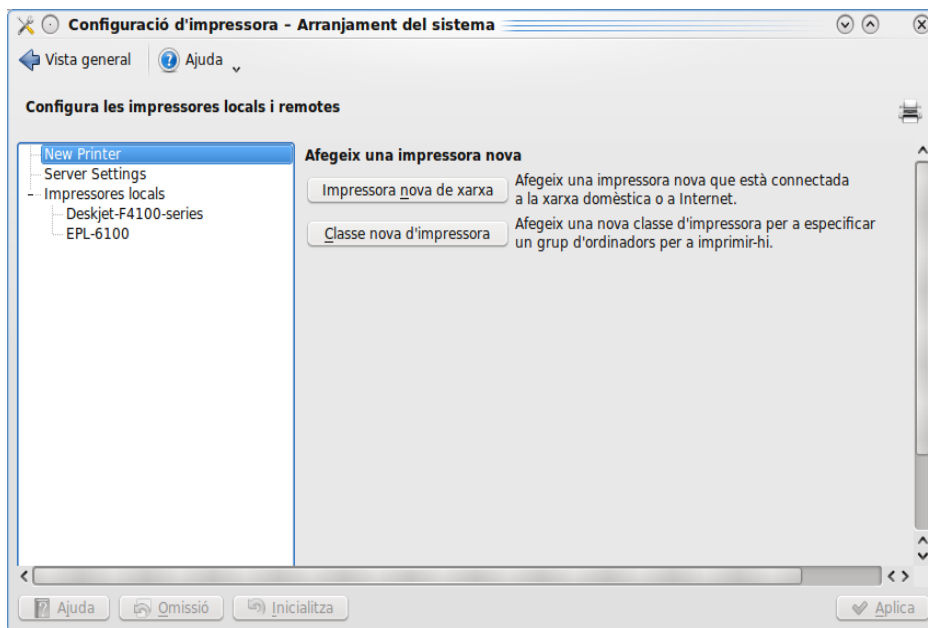 Configuració d'impressora – Arranjament del sistema
Vista general
Ajuda
Configura les impressores locals i remotes
New Printer
Server Settings
Impressores locals
Deskjet-F4100-series
EPL-6100
Afegeix una impressora nova
Impressora nova de xarxa
Afegeix una impressora nova que està connectada
a la xarxa domèstica o a Internet.
Classe nova d'impressora
Afegeix una nova classe d'impressora per a especificar
un grup d'ordinadors per a imprimir-hi.
Ajuda
Omissió
Inicialitza
Aplica